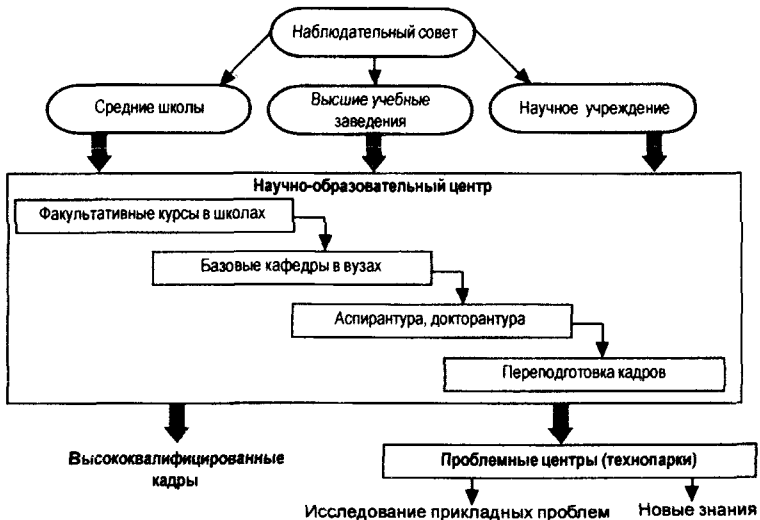 Наблюдательный совет
Средние школы
Высшие учебные
заведения
Научное учреждение
Научно-образовательный центр
Факультативные курсы в школах
Базовые кафедры в вузах
Аспирантура, докторантура
Переподготовка кадров
Высококвалифицированные
кадры
Проблемные центры (технопарки)
Исследование прикладных проблем
Новые знания